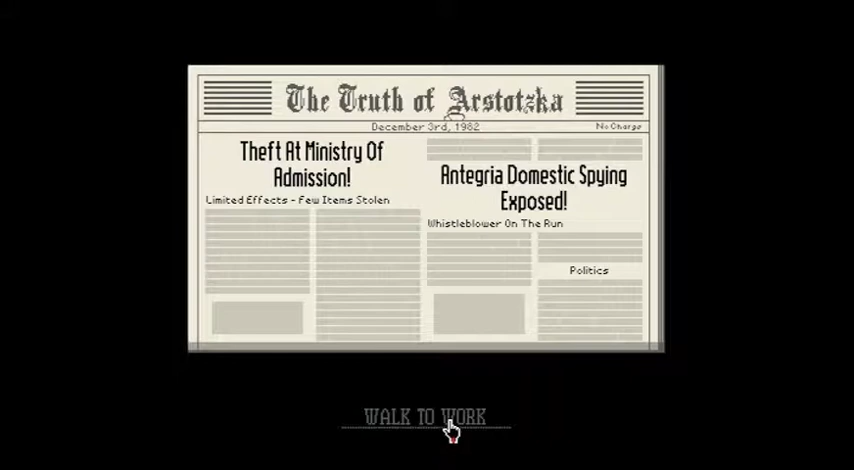 The Truth of Arstotzka
December 3rd, 1982
No Charge
Theft At Ministry Of
Admission!
Limited Effects - Few Items Stolen
Antegria Domestic Spying
Exposed!
Whistleblower On The Run
Politics
WALK TO WORK